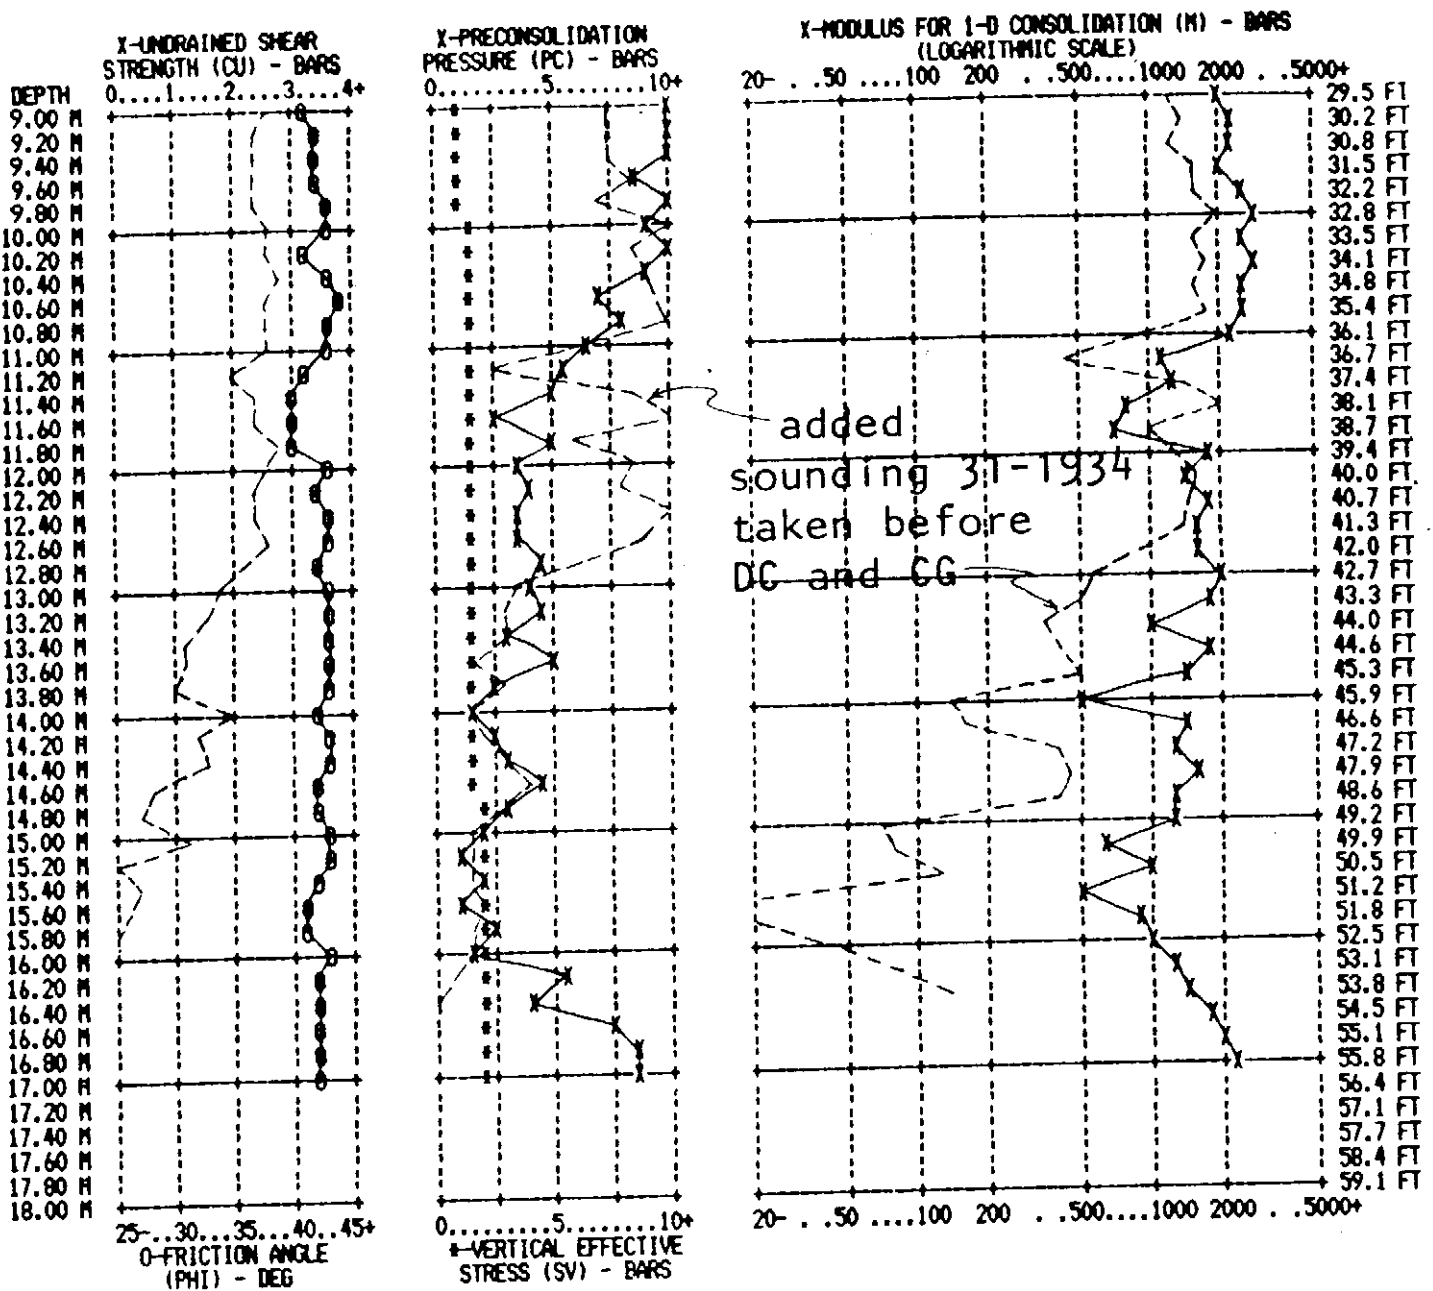 X-UNDRAINED SHEAR
STRENGTH (CU) - BARS
0....1....2....3....4+
X-PRECONSOLIDATION
PRESSURE (PC) - BARS
0.........5.........10+
X-MODULUS FOR 1-D CONSOLIDATION (M) - BARS
(LOGARITHMIC SCALE)
20- . .50 ....100 200 . .500....1000 2000 . .5000+
DEPTH
9.00 M
9.20 M
9.40 M
9.60 M
9.80 M
10.00 M
10.20 M
10.40 M
10.60 M
10.80 M
11.00 M
11.20 M
11.40 M
11.60 M
11.80 M
12.00 M
12.20 M
12.40 M
12.60 M
12.80 M
13.00 M
13.20 M
13.40 M
13.60 M
13.80 M
14.00 M
14.20 M
14.40 M
14.60 M
14.80 M
15.00 M
15.20 M
15.40 M
15.60 M
15.80 M
16.00 M
16.20 M
16.40 M
16.60 M
16.80 M
17.00 M
17.20 M
17.40 M
17.60 M
17.80 M
18.00 M
added
sounding 31-1934
taken before
DC and CG
29.5 FT
30.2 FT
30.8 FT
31.5 FT
32.2 FT
32.8 FT
33.5 FT
34.1 FT
34.8 FT
35.4 FT
36.1 FT
36.7 FT
37.4 FT
38.1 FT
38.7 FT
39.4 FT
40.0 FT
40.7 FT
41.3 FT
42.0 FT
42.7 FT
43.3 FT
44.0 FT
44.6 FT
45.3 FT
45.9 FT
46.6 FT
47.2 FT
47.9 FT
48.6 FT
49.2 FT
49.9 FT
50.5 FT
51.2 FT
51.8 FT
52.5 FT
53.1 FT
53.8 FT
54.5 FT
55.1 FT
55.8 FT
56.4 FT
57.1 FT
57.7 FT
58.4 FT
59.1 FT
25-..30...35...40...45+
O-FRICTION ANGLE
(PHI) - DEG
0.........5.........10+
*-VERTICAL EFFECTIVE
STRESS (SV) - BARS
20- . .50 ....100 200 . .500....1000 2000 . .5000+